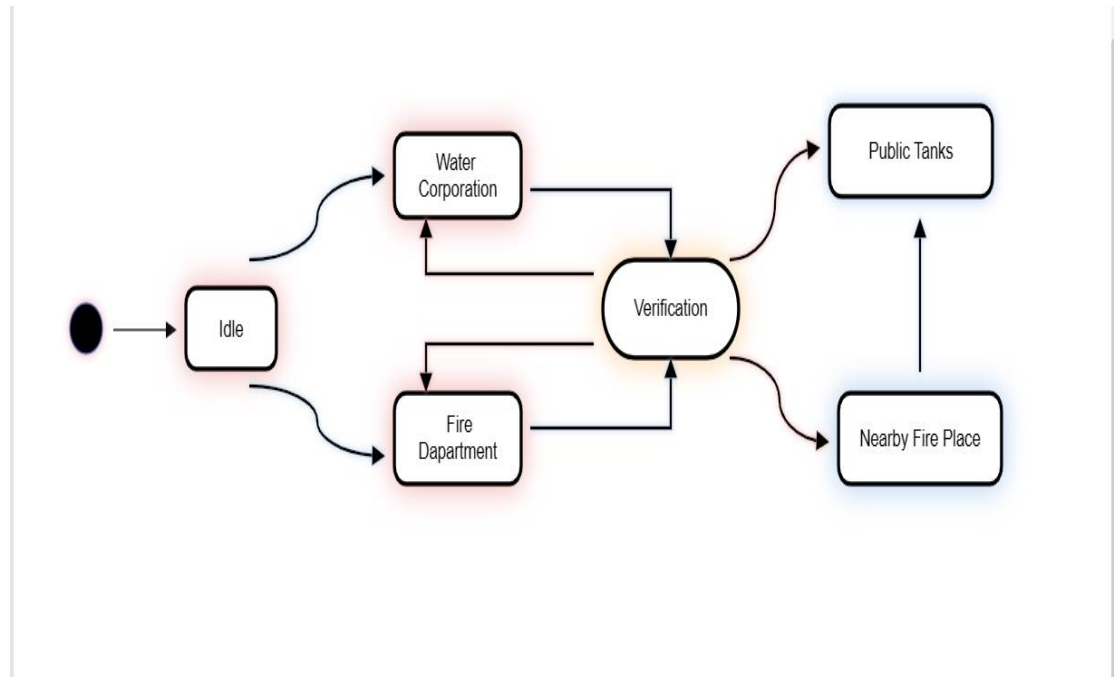 Water
Corporation
Public Tanks
Idle
Verification
Fire
Dapartment
Nearby Fire Place